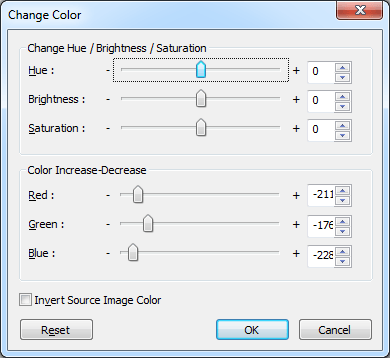 Change Color
Change Hue / Brightness / Saturation
Hue : - + 0
Brightness : - + 0
Saturation : - + 0
Color Increase-Decrease
Red : - + -211
Green : - + -176
Blue : - + -228
Invert Source Image Color
Reset OK Cancel